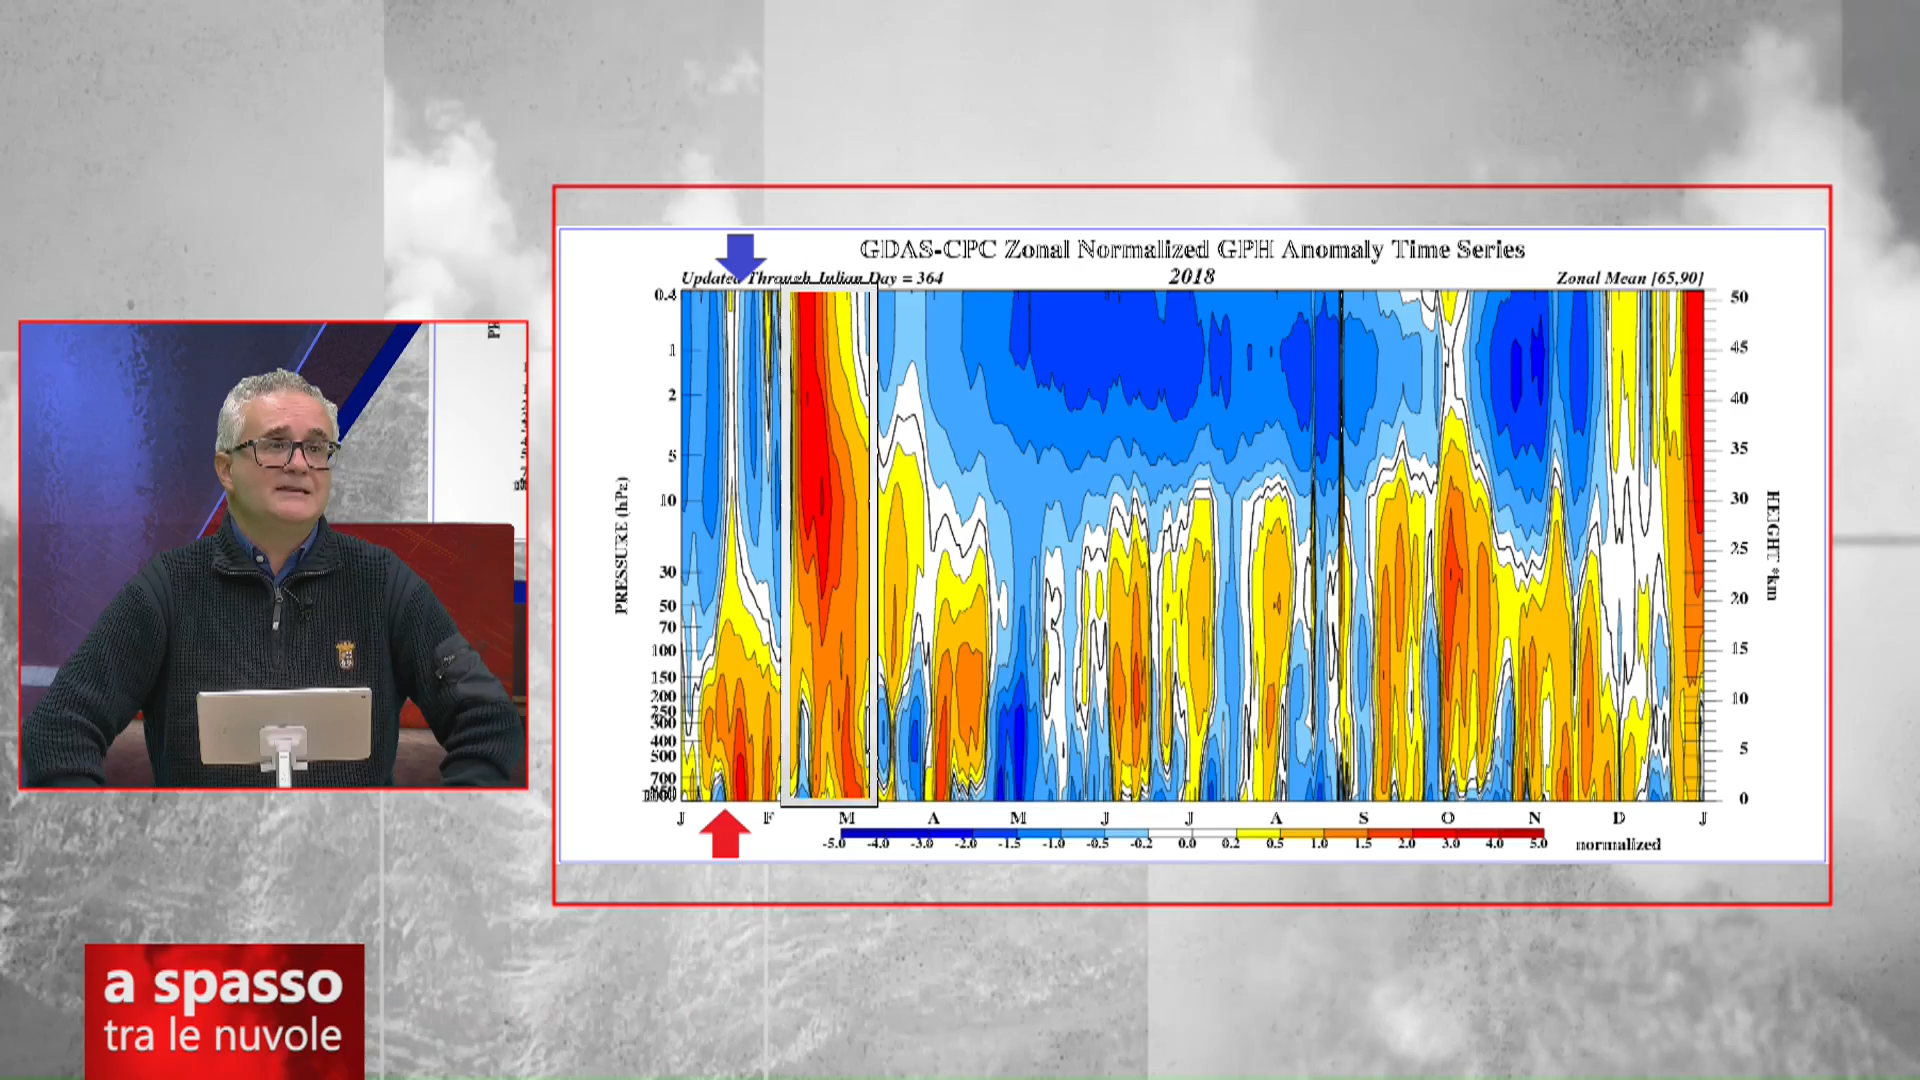 GDAS-CPC Zonal Normalized GPH Anomaly Time Series
Updated Through Julian Day = 364
2018
Zonal Mean [65,90]
0.4
1
2
5
10
30
50
70
100
150
200
250
300
400
500
700
PRESSURE (hPa)
50
45
40
35
30
25
20
15
10
5
0
HEIGHT *km
J F M A M J J A S O N D J
-5.0 -4.0 -3.0 -2.0 -1.5 -1.0 -0.5 -0.2 0.0 0.2 0.5 1.0 1.5 2.0 3.0 4.0 5.0
normalized
a spasso
tra le nuvole